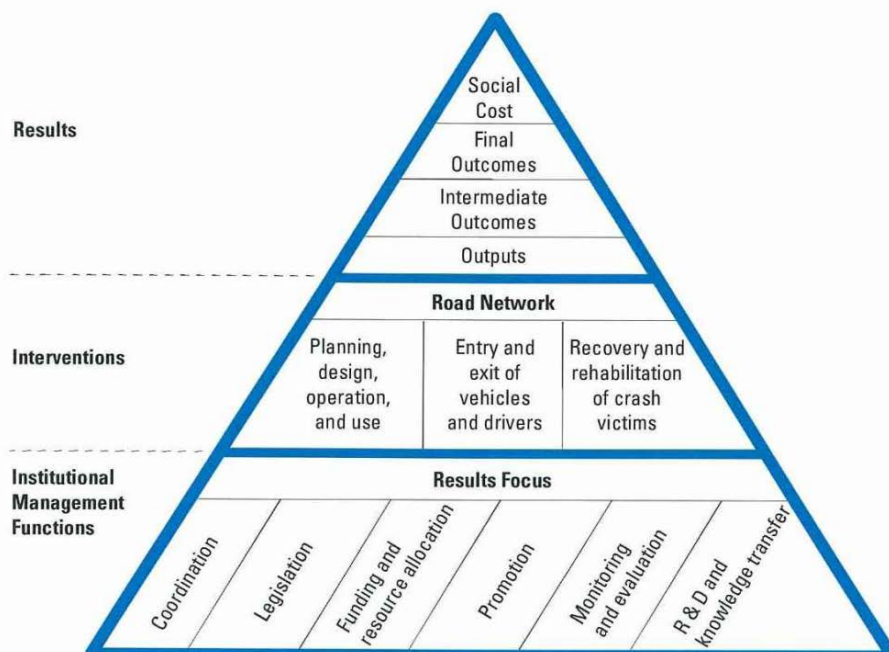 Results
Social
Cost
Final
Outcomes
Intermediate
Outcomes
Outputs
Interventions
Road Network
Planning,
design,
operation,
and use
Entry and
exit of
vehicles
and drivers
Recovery and
rehabilitation
of crash
victims
Institutional
Management
Functions
Results Focus
Coordination
Legislation
Funding and
resource allocation
Promotion
Monitoring
and evaluation
R & D and
knowledge transfer